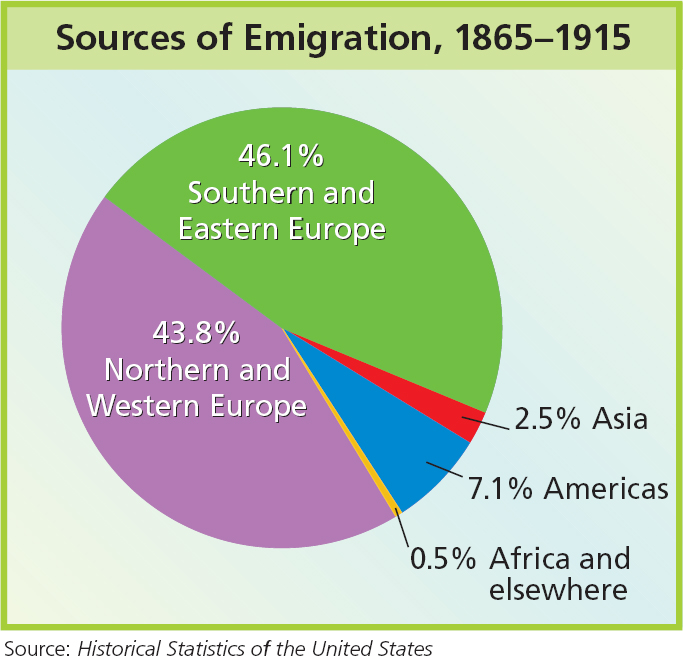 Sources of Emigration, 1865–1915
46.1%
Southern and
Eastern Europe
43.8%
Northern and
Western Europe
2.5% Asia
7.1% Americas
0.5% Africa and
elsewhere
Source: Historical Statistics of the United States